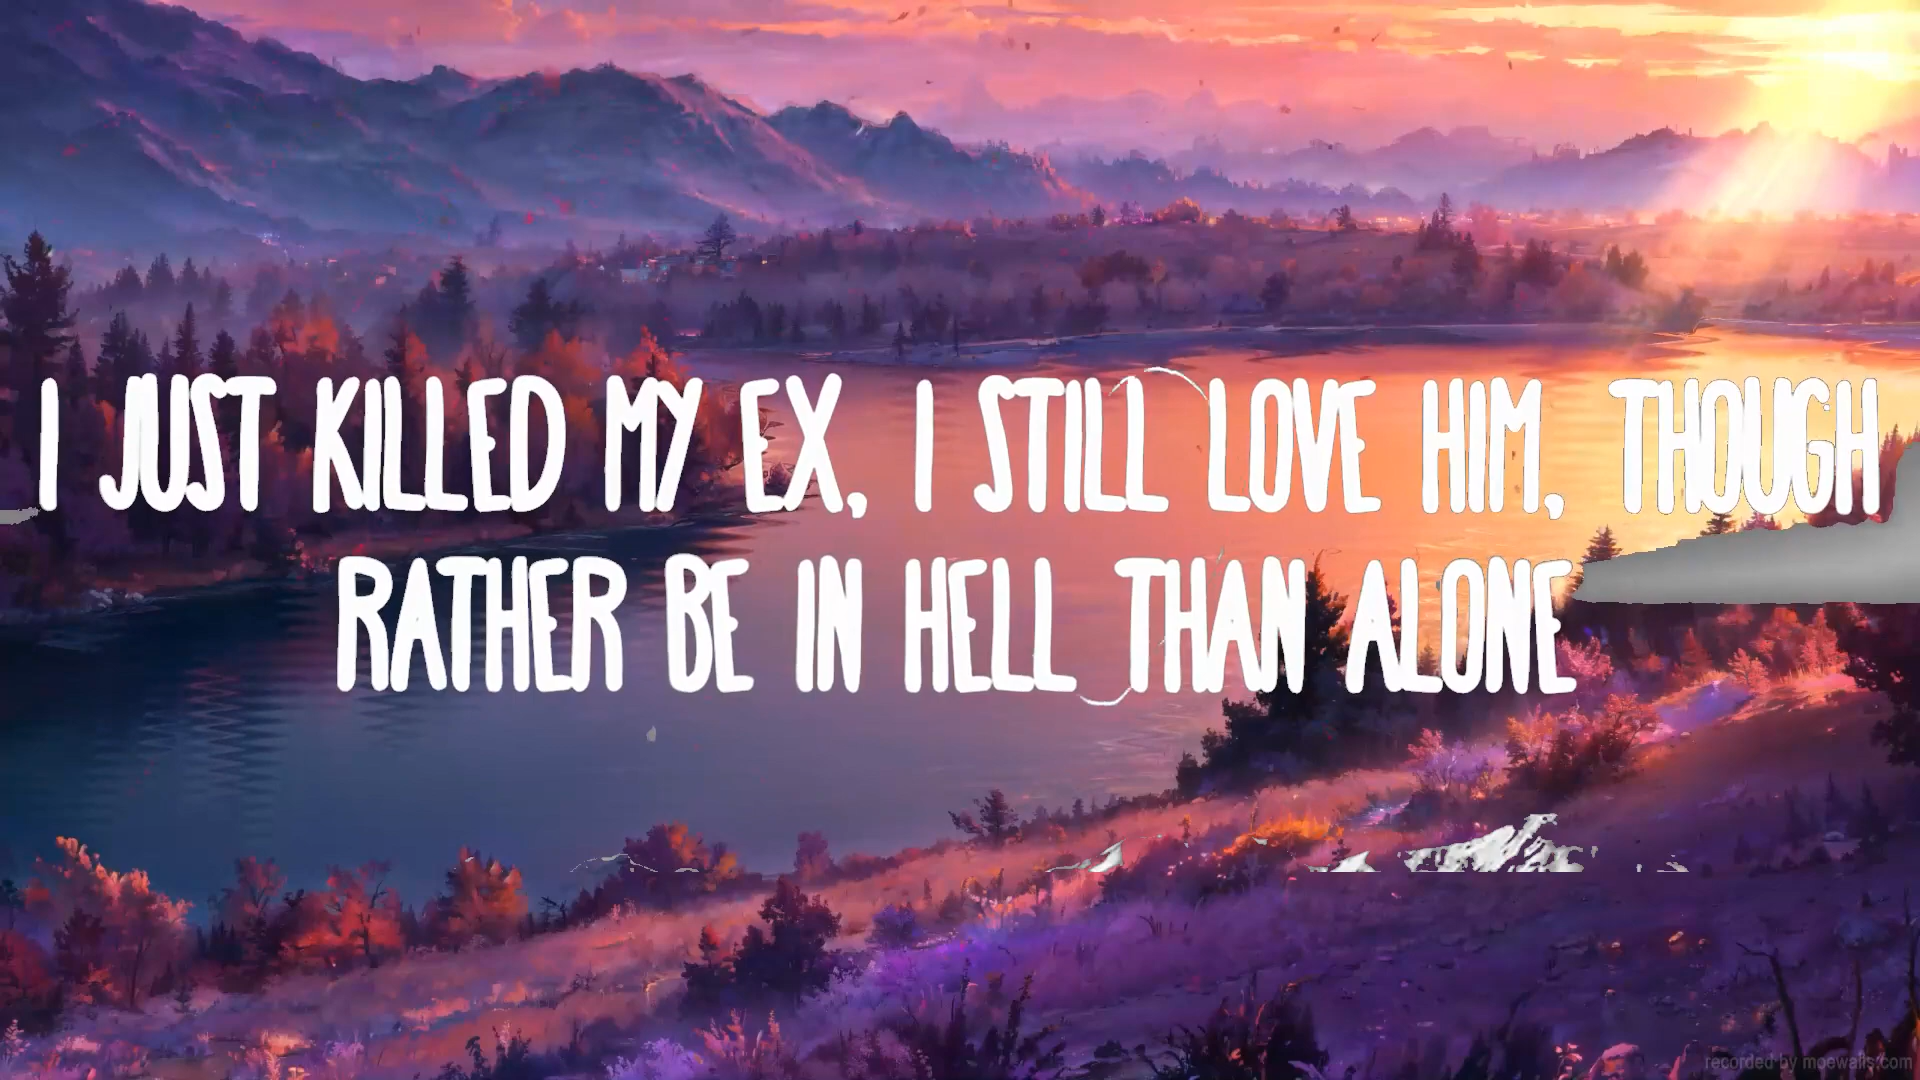 I JUST KILLED MY EX, I STILL LOVE HIM, THOUGH
RATHER BE IN HELL THAN ALONE
recorded by moewalls.com